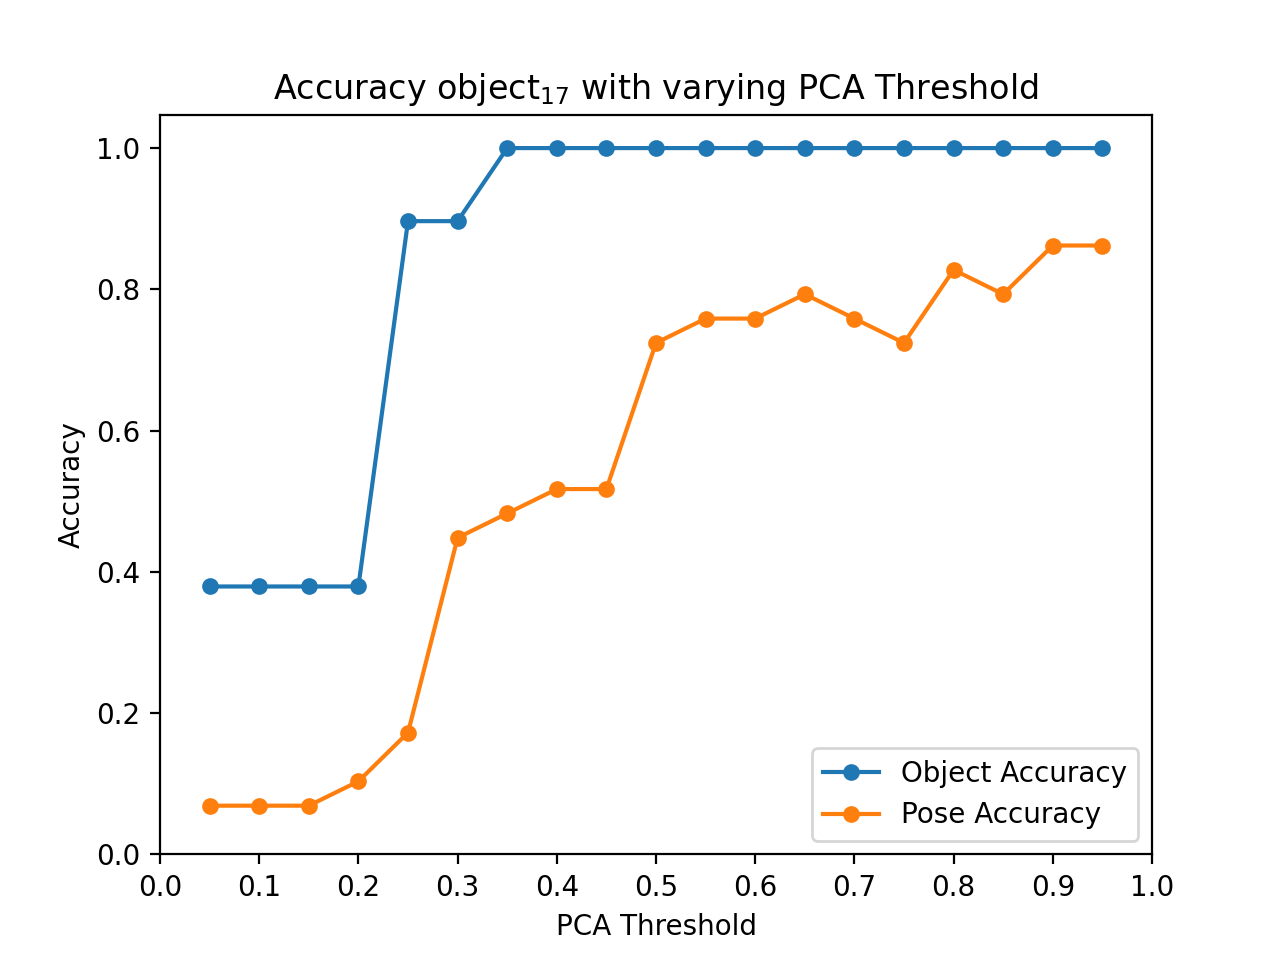 Accuracy object₁₇ with varying PCA Threshold
1.0
0.8
0.6
0.4
0.2
0.0
Accuracy
Object Accuracy
Pose Accuracy
0.0 0.1 0.2 0.3 0.4 0.5 0.6 0.7 0.8 0.9 1.0
PCA Threshold